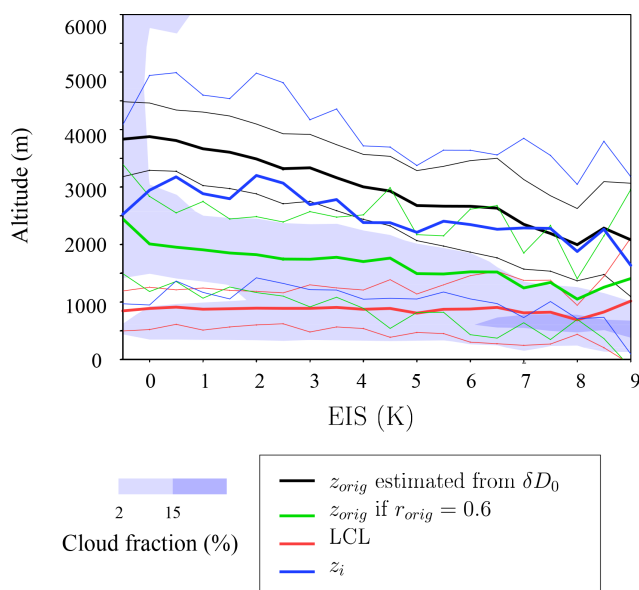 6000
5000
4000
3000
2000
1000
0
Altitude (m)
0 1 2 3 4 5 6 7 8 9
EIS (K)
2 15
Cloud fraction (%)
z_orig estimated from δD₀
z_orig if r_orig = 0.6
LCL
z_i